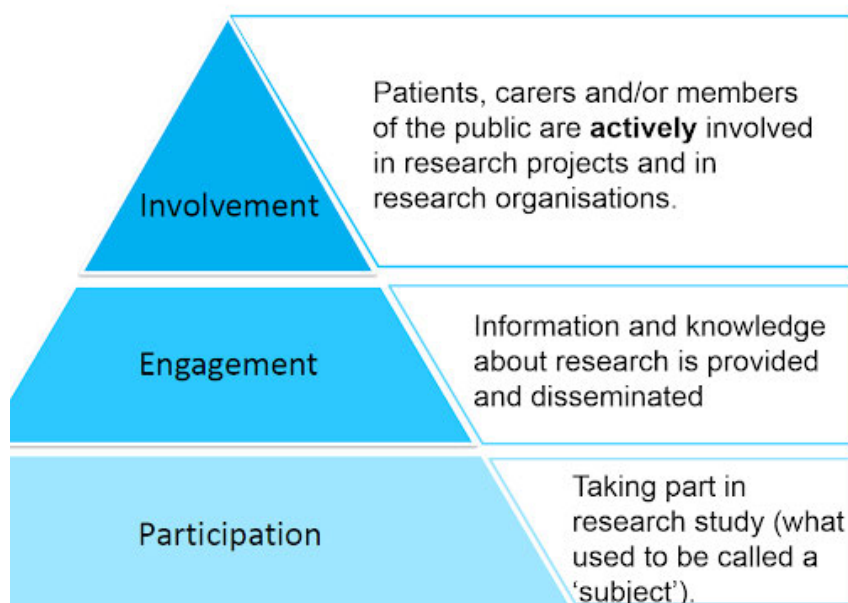 Involvement
Patients, carers and/or members
of the public are actively involved
in research projects and in
research organisations.
Engagement
Information and knowledge
about research is provided
and disseminated
Participation
Taking part in
research study (what
used to be called a
‘subject’).